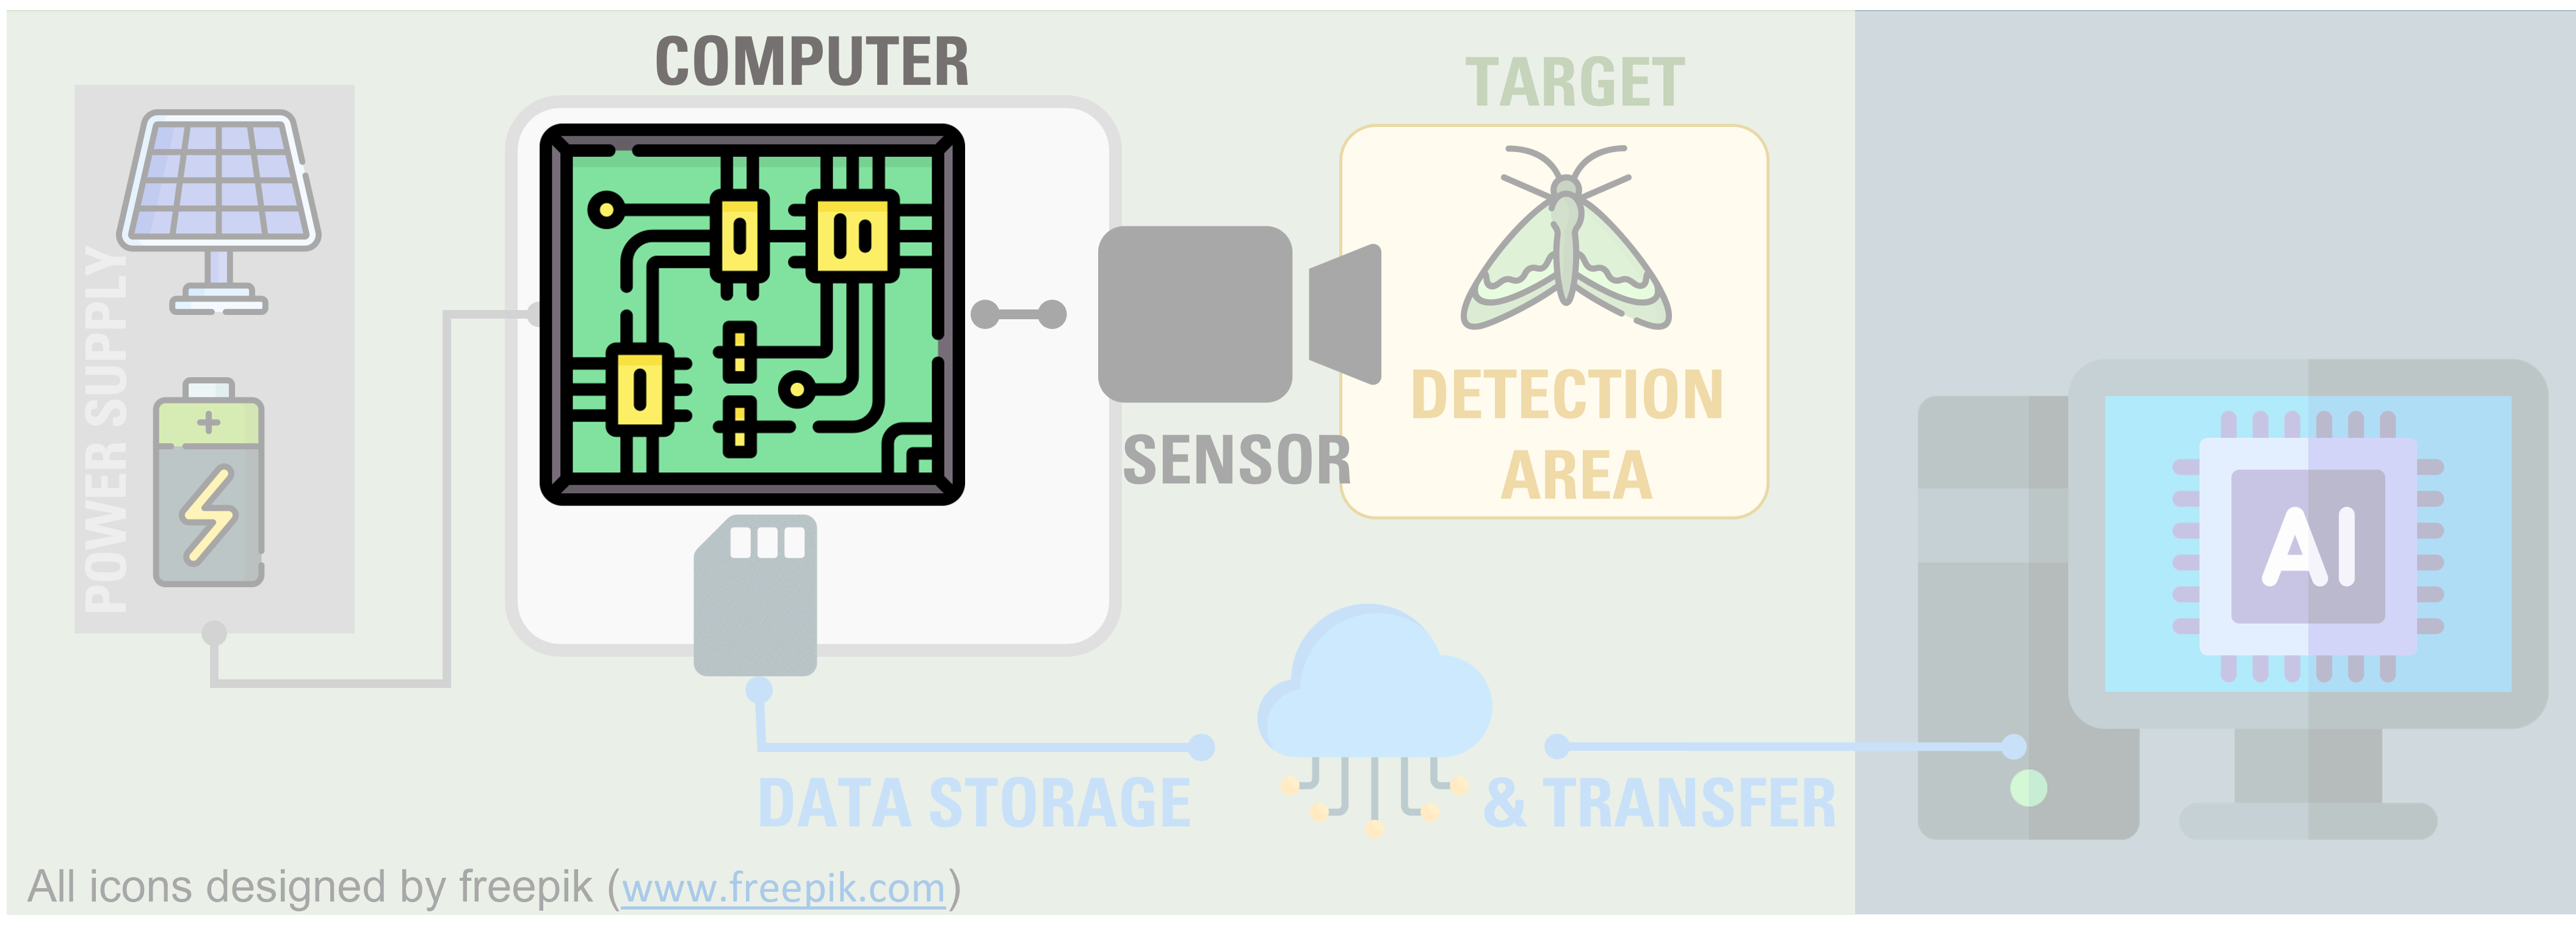 COMPUTER
TARGET
POWER SUPPLY
DETECTION
AREA
SENSOR
AI
DATA STORAGE
& TRANSFER
All icons designed by freepik (www.freepik.com)